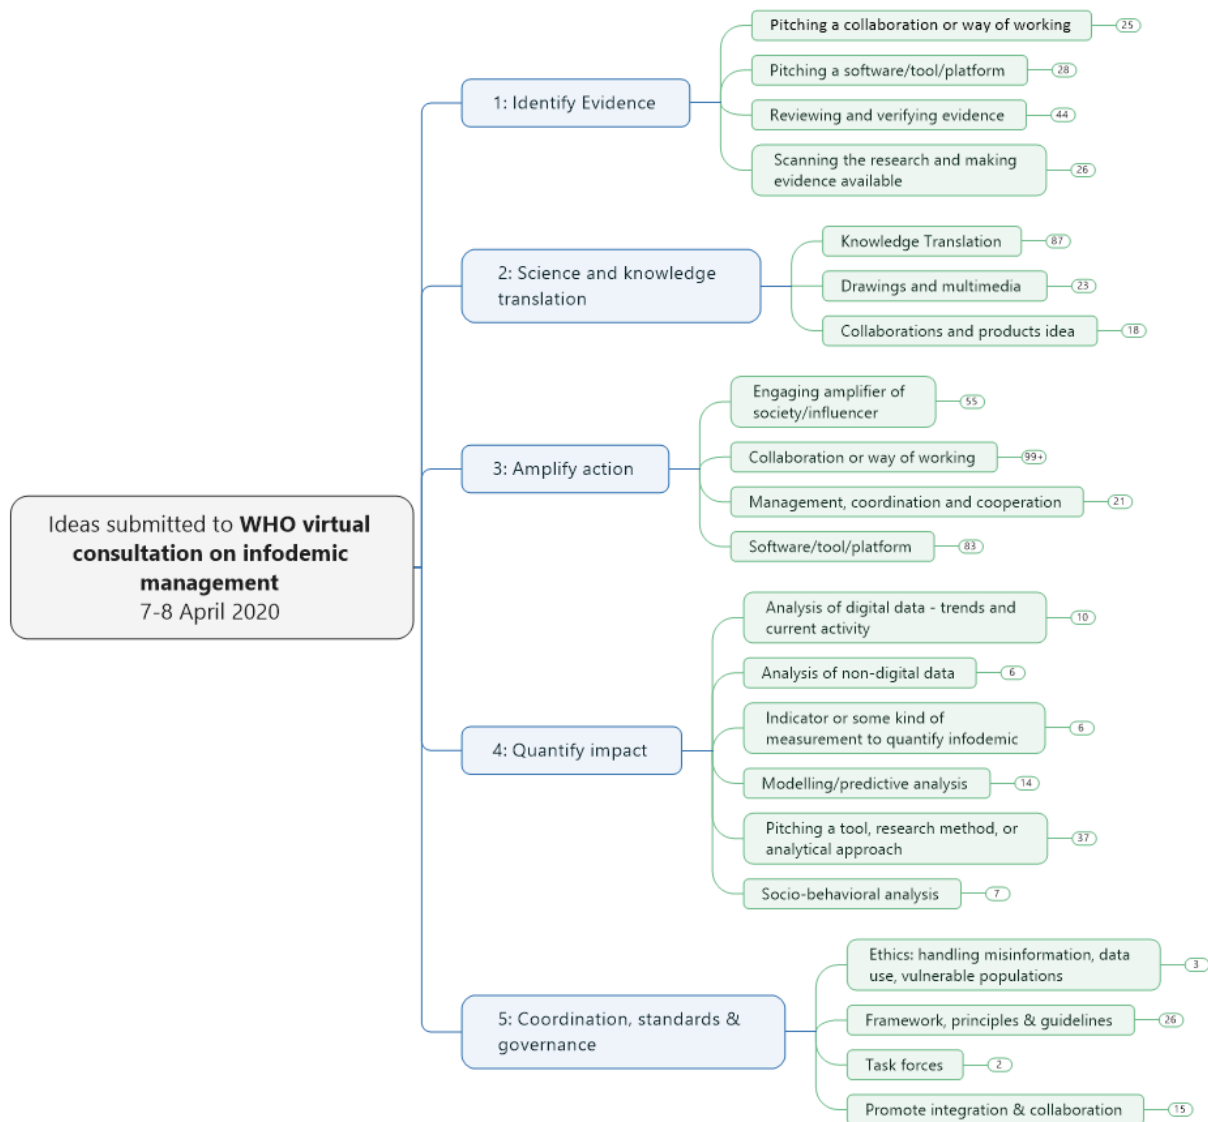 Ideas submitted to WHO virtual
consultation on infodemic
management
7-8 April 2020
1: Identify Evidence
Pitching a collaboration or way of working
25
Pitching a software/tool/platform
28
Reviewing and verifying evidence
44
Scanning the research and making
evidence available
26
2: Science and knowledge
translation
Knowledge Translation
87
Drawings and multimedia
23
Collaborations and products idea
18
3: Amplify action
Engaging amplifier of
society/influencer
55
Collaboration or way of working
99+
Management, coordination and cooperation
21
Software/tool/platform
83
4: Quantify impact
Analysis of digital data - trends and
current activity
10
Analysis of non-digital data
6
Indicator or some kind of
measurement to quantify infodemic
6
Modelling/predictive analysis
14
Pitching a tool, research method, or
analytical approach
37
Socio-behavioral analysis
7
5: Coordination, standards &
governance
Ethics: handling misinformation, data
use, vulnerable populations
3
Framework, principles & guidelines
26
Task forces
2
Promote integration & collaboration
15